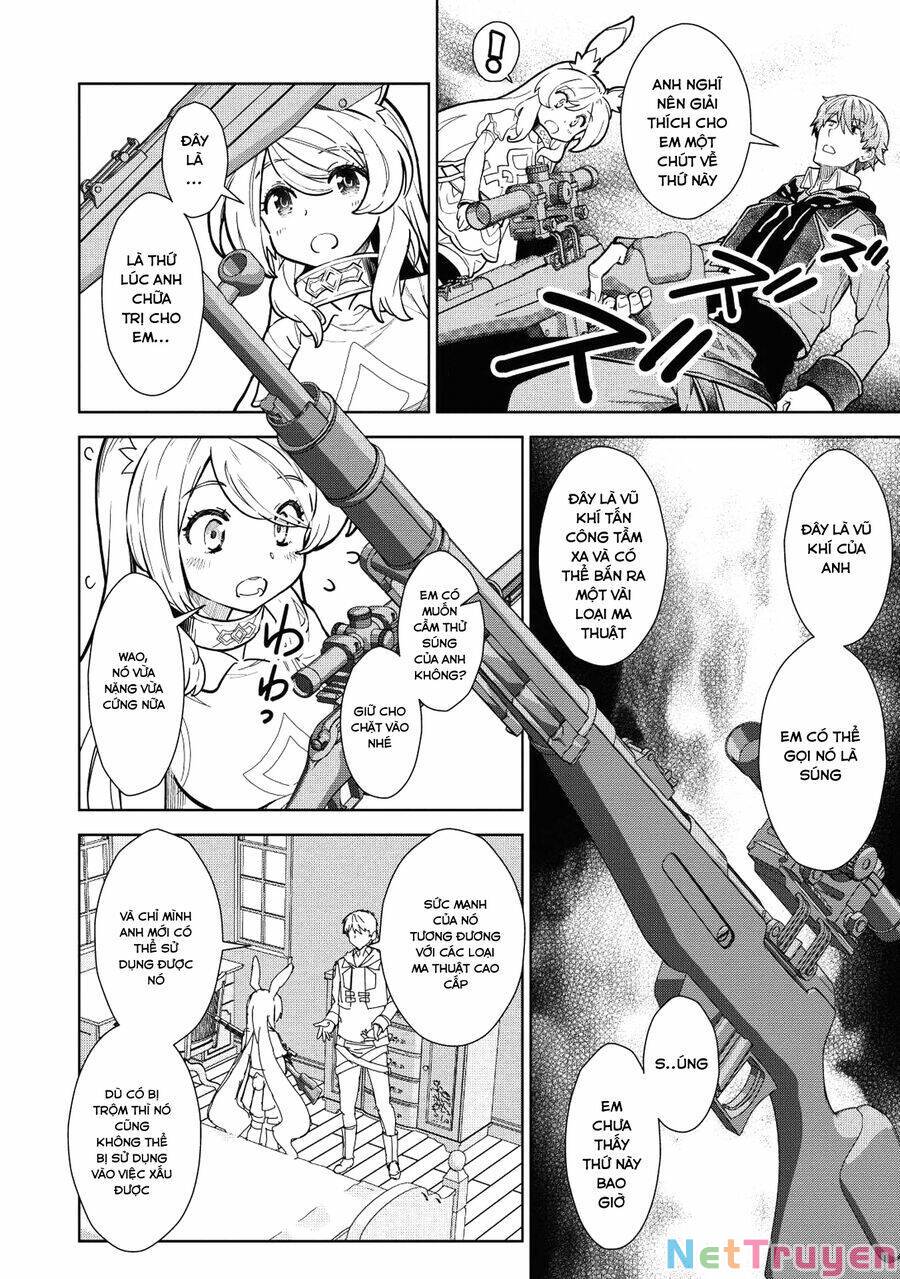 !
ANH NGHĨ
NÊN GIẢI
THÍCH CHO
EM MỘT
CHÚT VỀ
THỨ NÀY
ズズズ
ĐÂY
LÀ
...
LÀ THỨ
LÚC ANH
CHỮA
TRỊ CHO
EM...
ĐÂY LÀ VŨ
KHÍ CỦA
ANH
ĐÂY LÀ VŨ
KHÍ TẤN
CÔNG TẦM
XA VÀ CÓ
THỂ BẮN RA
MỘT VÀI
LOẠI MA
THUẬT
EM CÓ THỂ
GỌI NÓ LÀ
SÚNG
S..ÚNG
EM
CHƯA
THẤY
THỨ NÀY
BAO
GIỜ
EM CÓ
MUỐN
CẦM THỬ
SÚNG
CỦA ANH
KHÔNG?
GIỮ CHO
CHẶT VÀO
NHÉ
WAO,
NÓ VỪA
NẶNG VỪA
CỨNG NỮA
SỨC MẠNH
CỦA NÓ
TƯƠNG ĐƯƠNG
VỚI CÁC LOẠI
MA THUẬT CAO
CẤP
VÀ CHỈ MÌNH
ANH MỚI CÓ
THỂ SỬ
DỤNG ĐƯỢC
NÓ
DÙ CÓ BỊ
TRỘM THÌ NÓ
CŨNG
KHÔNG THỂ
BỊ SỬ DỤNG
VÀO VIỆC XẤU
ĐƯỢC
NetTruyen